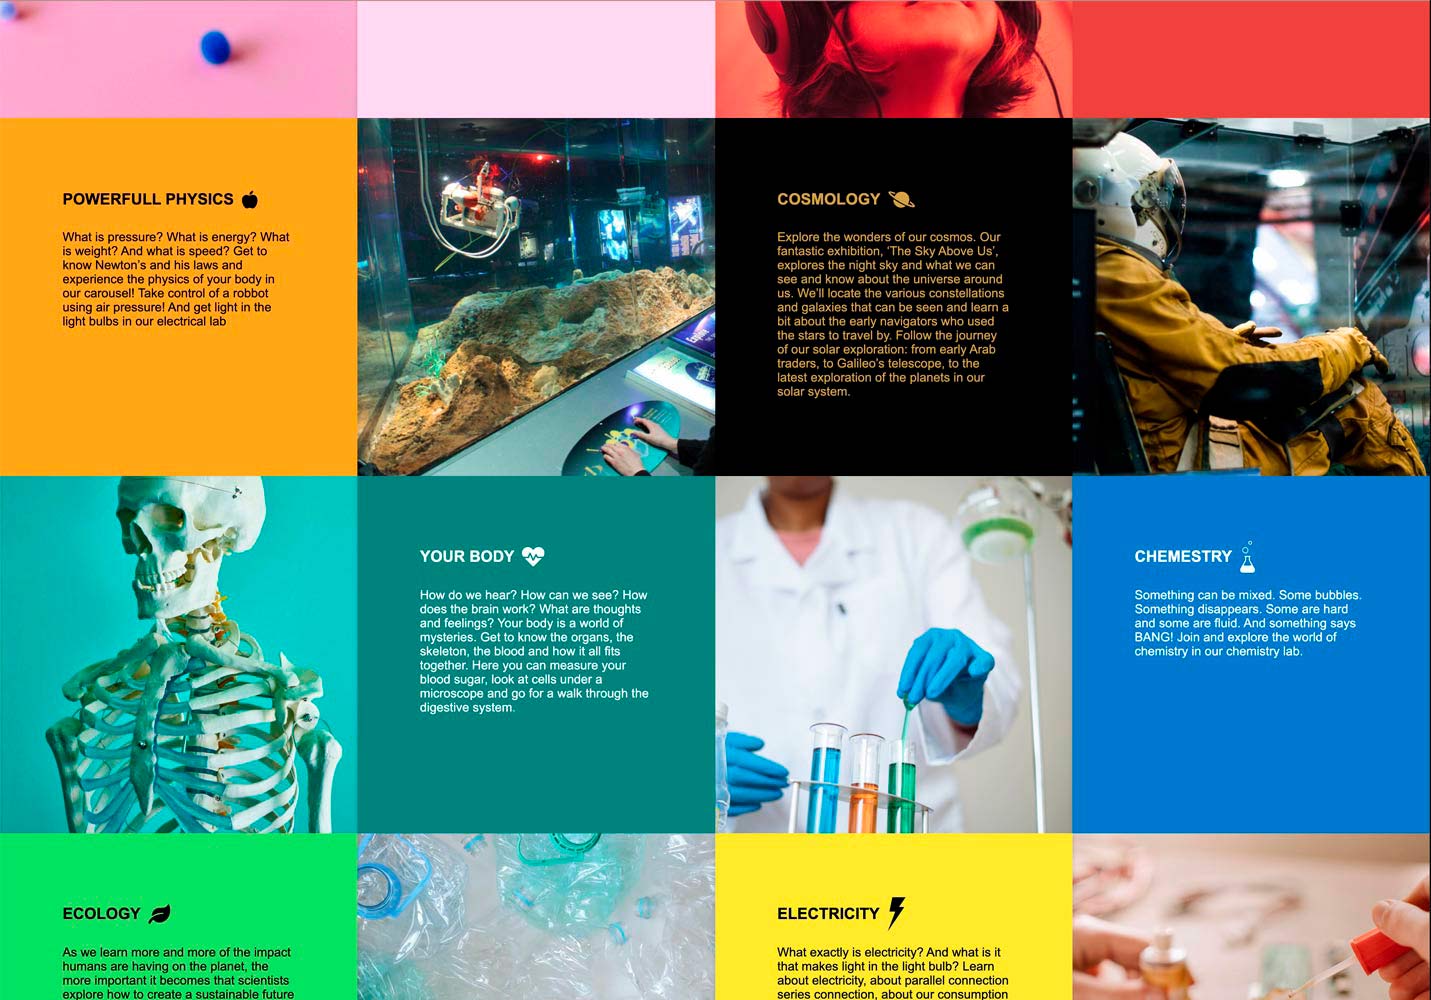 POWERFULL PHYSICS
What is pressure? What is energy? What
is weight? And what is speed? Get to
know Newton's and his laws and
experience the physics of your body in
our carousel! Take control of a robbot
using air pressure! And get light in the
light bulbs in our electrical lab
COSMOLOGY
Explore the wonders of our cosmos. Our
fantastic exhibition, 'The Sky Above Us',
explores the night sky and what we can
see and know about the universe around
us. We'll locate the various constellations
and galaxies that can be seen and learn a
bit about the early navigators who used
the stars to travel by. Follow the journey
of our solar exploration: from early Arab
traders, to Galileo's telescope, to the
latest exploration of the planets in our
solar system.
YOUR BODY
How do we hear? How can we see? How
does the brain work? What are thoughts
and feelings? Your body is a world of
mysteries. Get to know the organs, the
skeleton, the blood and how it all fits
together. Here you can measure your
blood sugar, look at cells under a
microscope and go for a walk through the
digestive system.
CHEMESTRY
Something can be mixed. Some bubbles.
Something disappears. Some are hard
and some are fluid. And something says
BANG! Join and explore the world of
chemistry in our chemistry lab.
ECOLOGY
As we learn more and more of the impact
humans are having on the planet, the
more important it becomes that scientists
explore how to create a sustainable future
ELECTRICITY
What exactly is electricity? And what is it
that makes light in the light bulb? Learn
about electricity, about parallel connection
series connection, about our consumption